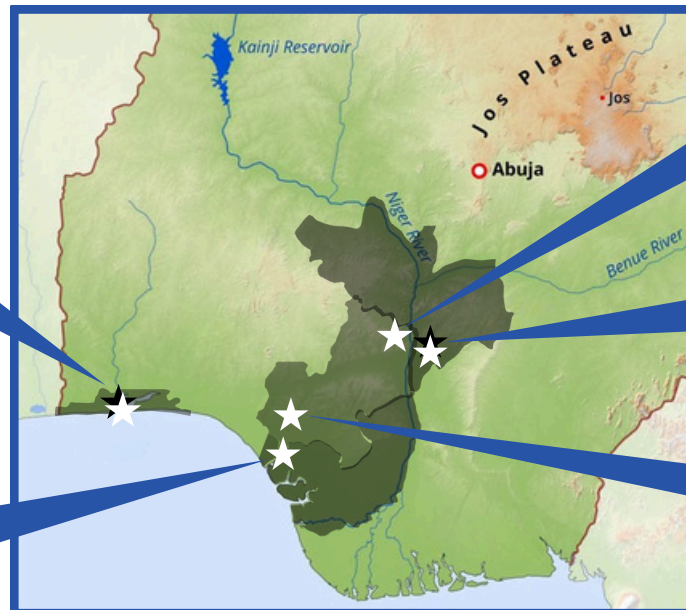 Kainji Reservoir
Jos Plateau
Jos
Abuja
Niger River
Benue River